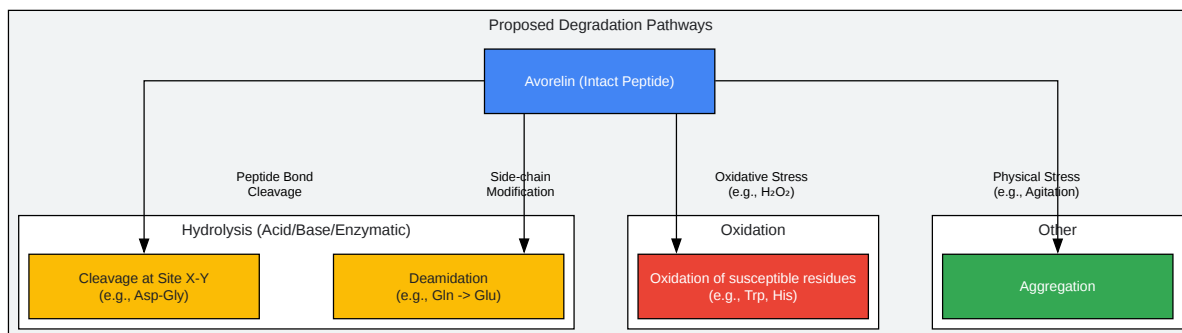 Proposed Degradation Pathways
Avorelin (Intact Peptide)
Peptide Bond
Cleavage
Side-chain
Modification
Oxidative Stress
(e.g., H₂O₂)
Physical Stress
(e.g., Agitation)
Hydrolysis (Acid/Base/Enzymatic)
Oxidation
Other
Cleavage at Site X-Y
(e.g., Asp-Gly)
Deamidation
(e.g., Gln -> Glu)
Oxidation of susceptible residues
(e.g., Trp, His)
Aggregation